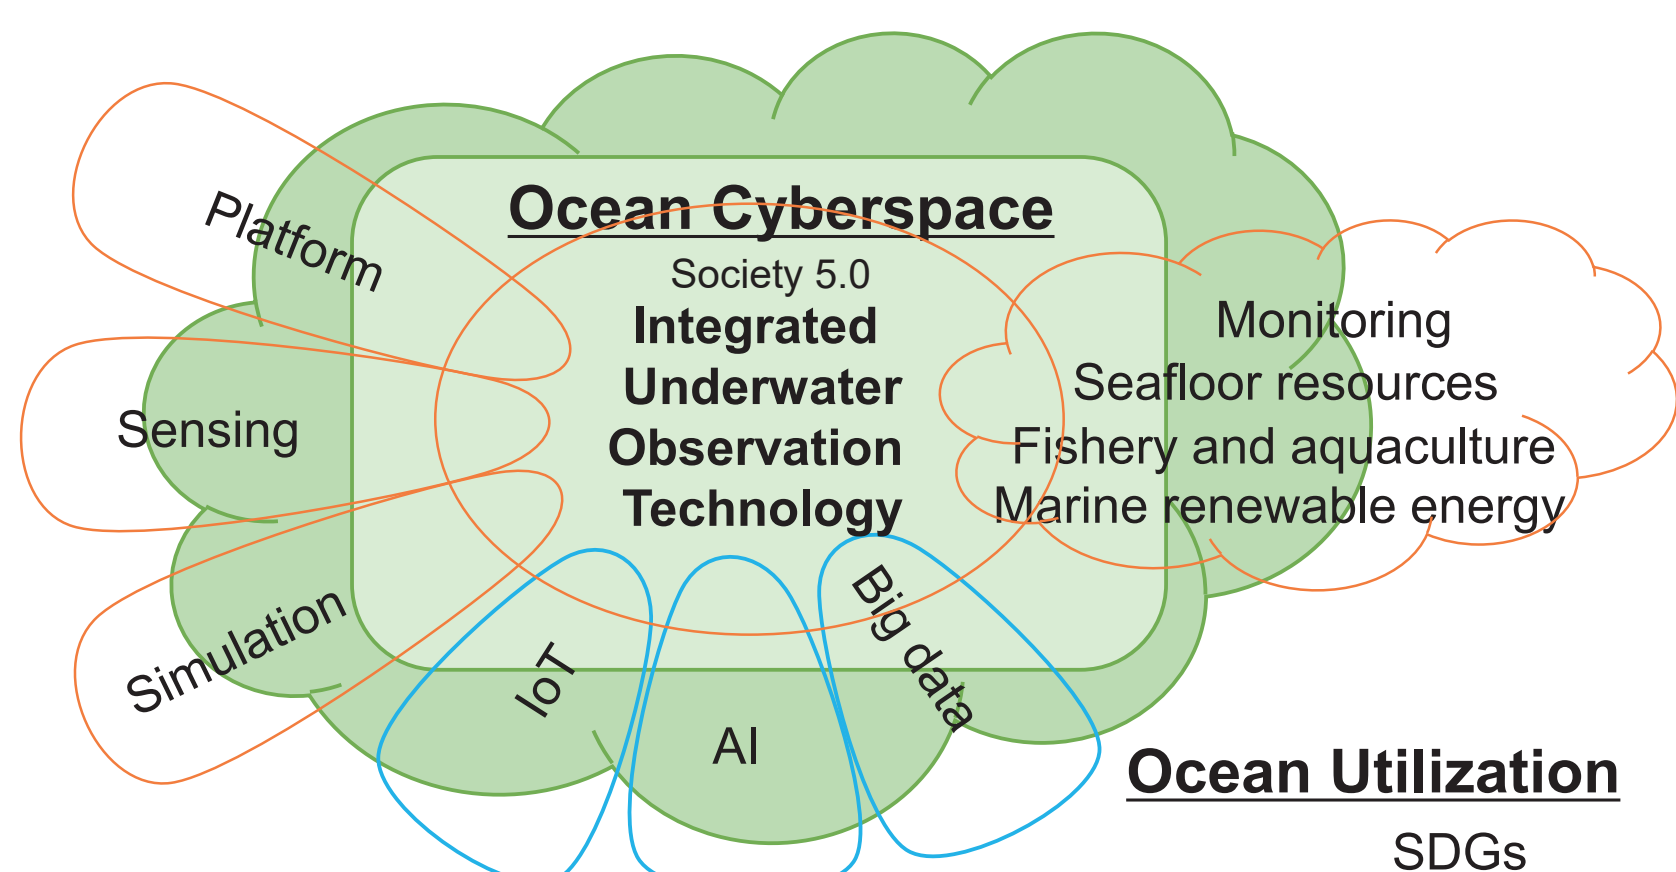 Ocean Cyberspace
Society 5.0
Integrated
Underwater
Observation
Technology
Platform
Sensing
Simulation
IoT
AI
Big data
Monitoring
Seafloor resources
Fishery and aquaculture
Marine renewable energy
Ocean Utilization
SDGs